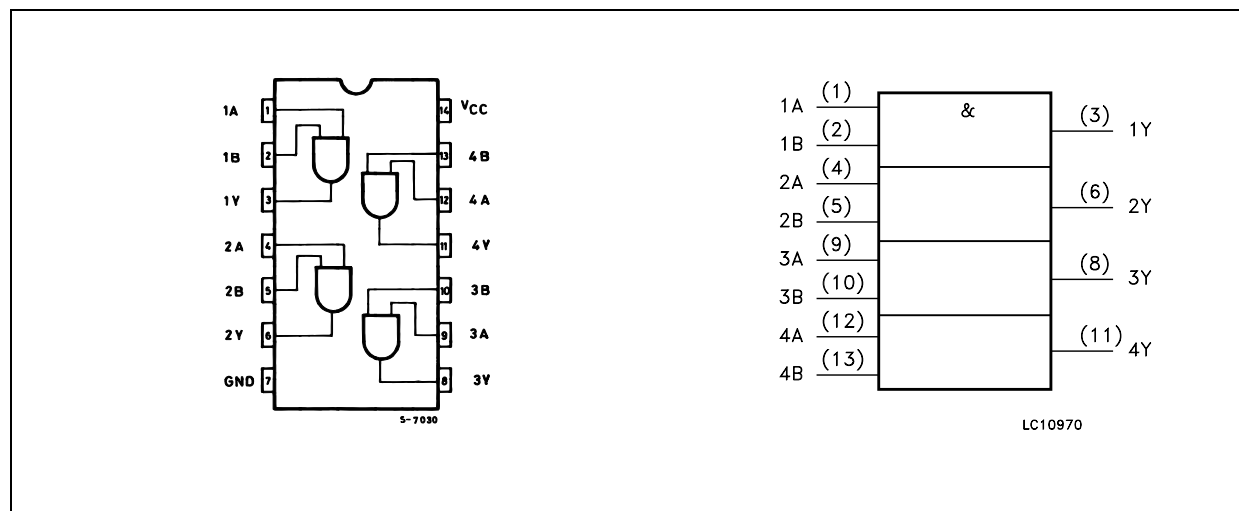 1A 1 14 VCC
1B 2 13 4B
1Y 3 12 4A
2A 4 11 4Y
2B 5 10 3B
2Y 6 9 3A
GND 7 8 3Y
S-7030
1A (1) & (3) 1Y
1B (2)
2A (4) (6) 2Y
2B (5)
3A (9) (8) 3Y
3B (10)
4A (12) (11) 4Y
4B (13)
LC10970